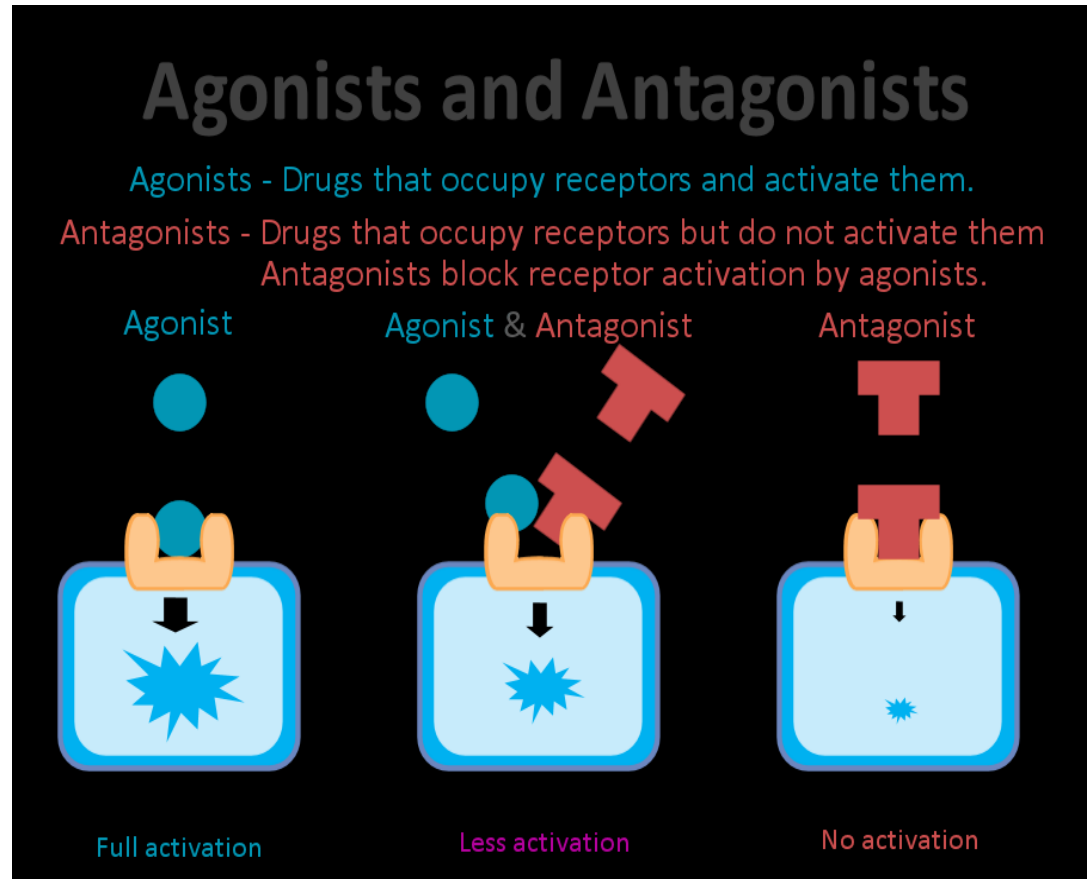 Agonists and Antagonists
Agonists - Drugs that occupy receptors and activate them.
Antagonists - Drugs that occupy receptors but do not activate them
Antagonists block receptor activation by agonists.
Agonist
Agonist & Antagonist
Antagonist
Full activation
Less activation
No activation